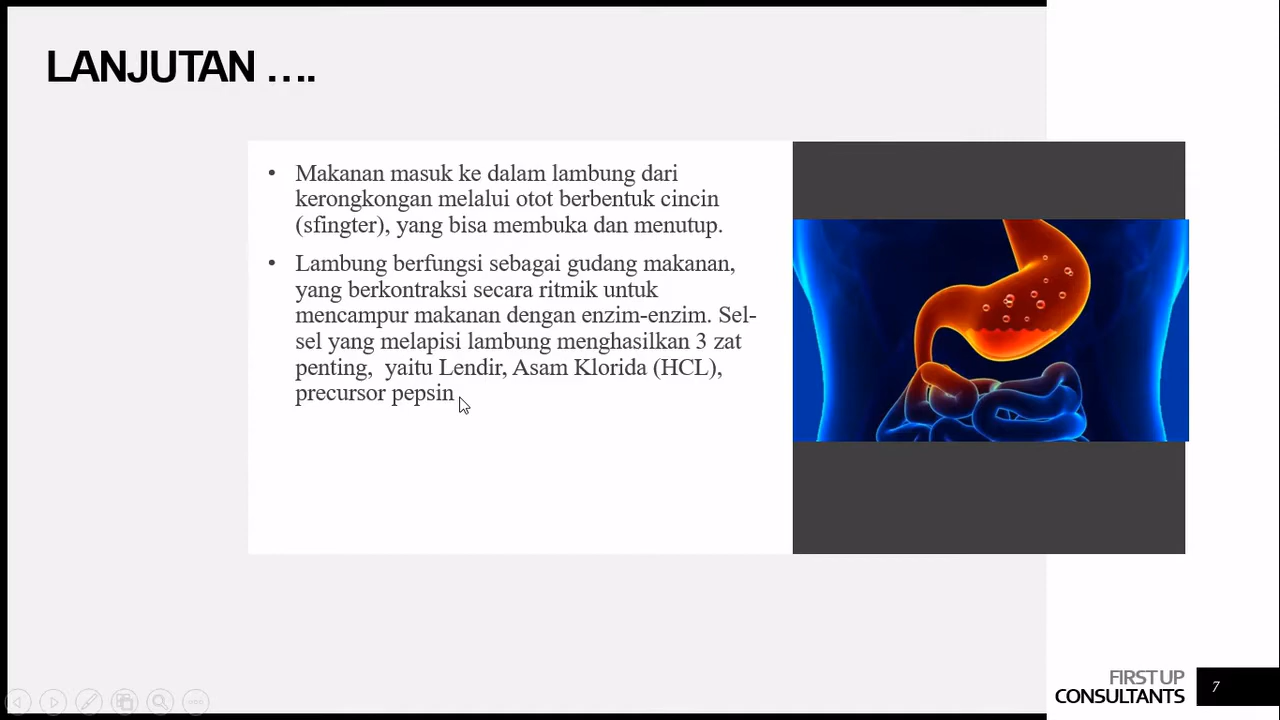 LANJUTAN ….
• Makanan masuk ke dalam lambung dari
kerongkongan melalui otot berbentuk cincin
(sfingter), yang bisa membuka dan menutup.
• Lambung berfungsi sebagai gudang makanan,
yang berkontraksi secara ritmik untuk
mencampur makanan dengan enzim-enzim. Sel-
sel yang melapisi lambung menghasilkan 3 zat
penting,  yaitu Lendir, Asam Klorida (HCL),
precursor pepsin
FIRST UP
CONSULTANTS
7